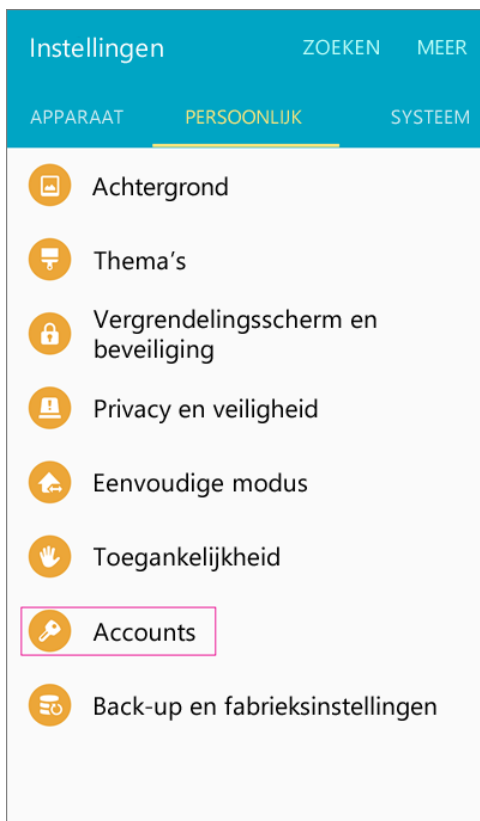 Instellingen ZOEKEN MEER
APPARAAT PERSOONLIJK SYSTEEM
Achtergrond
Thema's
Vergrendelingsscherm en
beveiliging
Privacy en veiligheid
Eenvoudige modus
Toegankelijkheid
Accounts
Back-up en fabrieksinstellingen